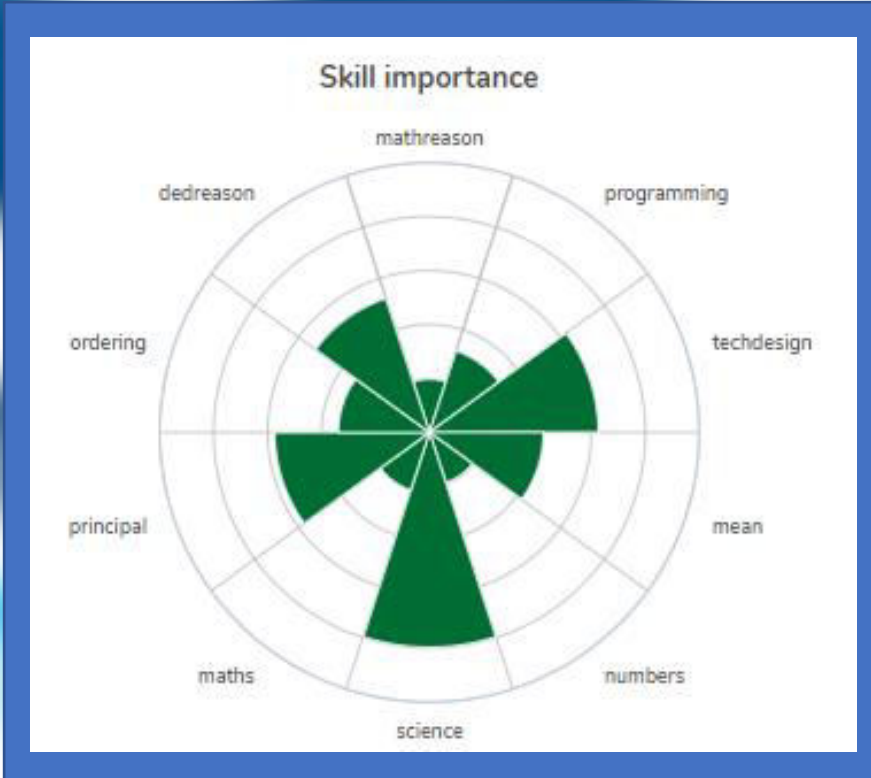 Skill importance
mathreason
dedreason
programming
ordering
techdesign
principal
mean
maths
numbers
science